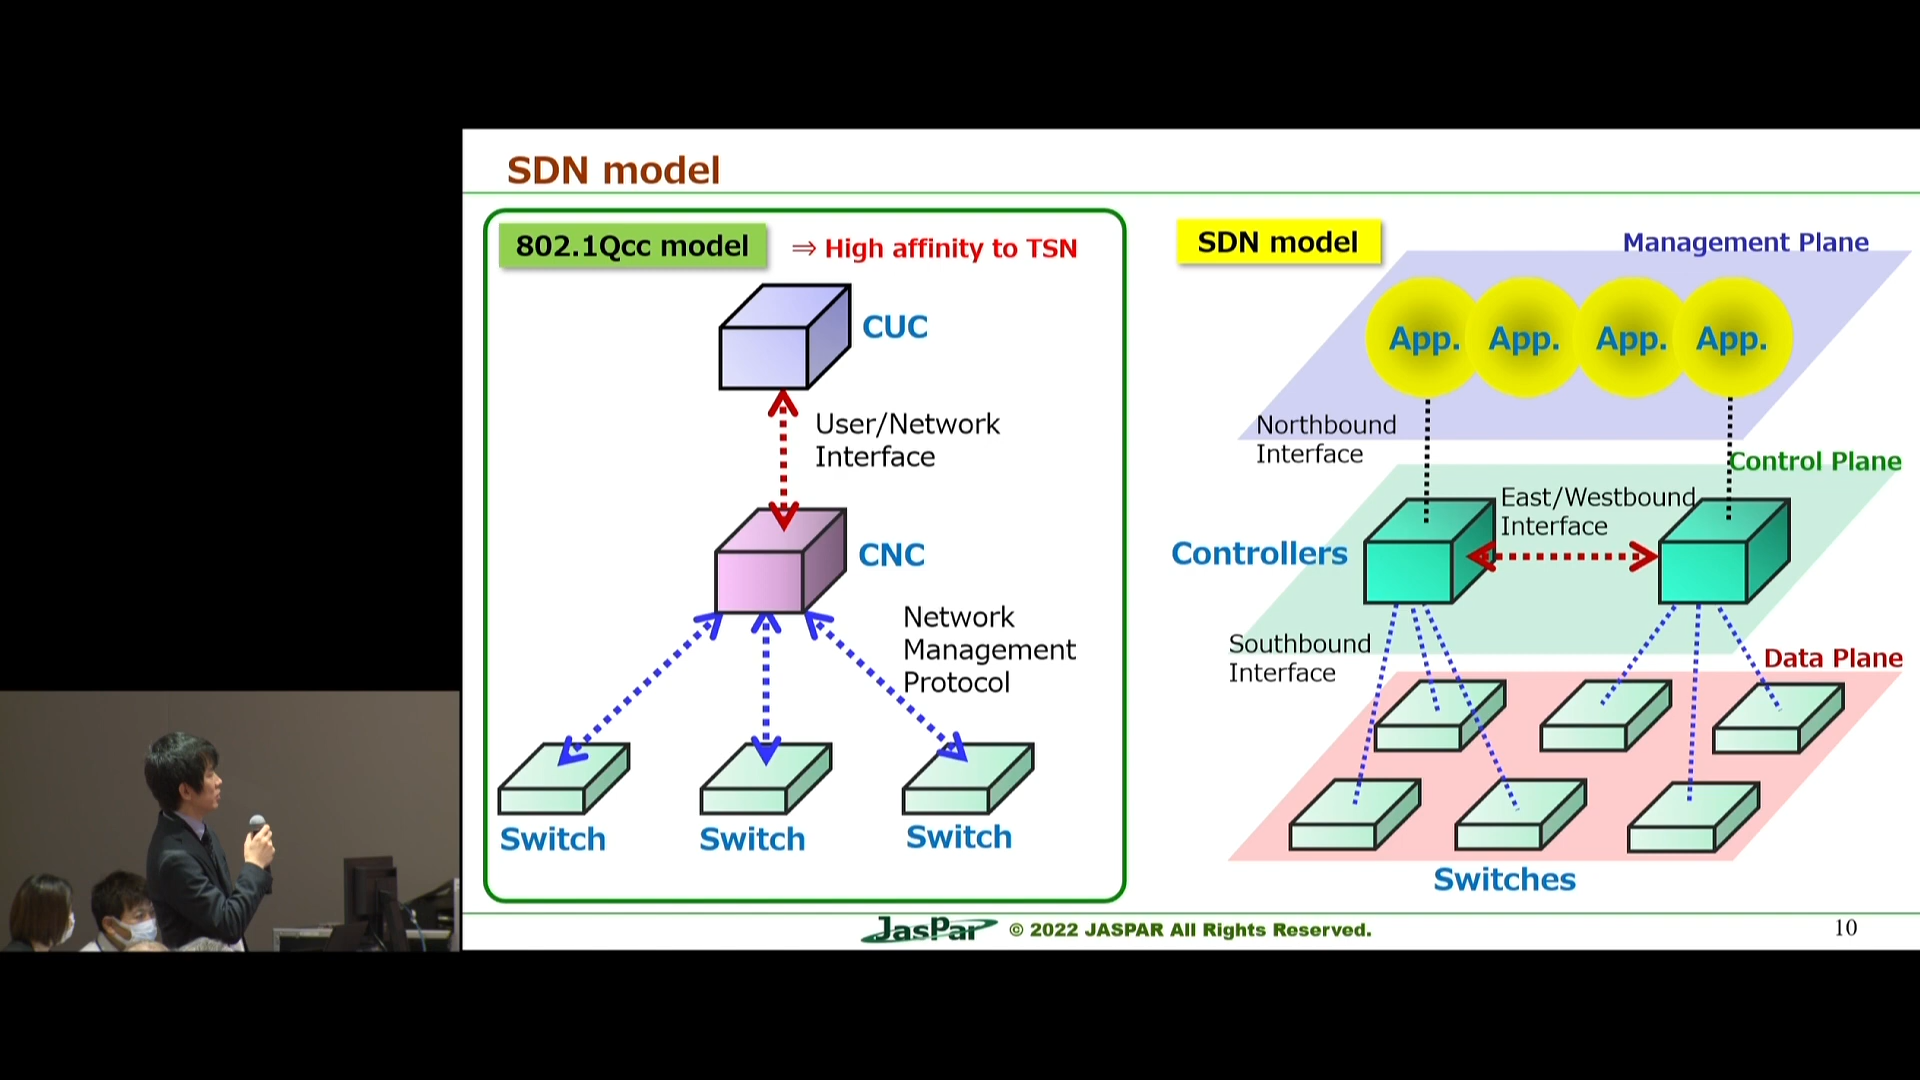 SDN model
802.1Qcc model
⇒ High affinity to TSN
CUC
User/Network
Interface
CNC
Network
Management
Protocol
Switch
Switch
Switch
SDN model
Management Plane
App.
App.
App.
App.
Northbound
Interface
Control Plane
East/Westbound
Interface
Controllers
Southbound
Interface
Data Plane
Switches
JasPar
© 2022 JASPAR All Rights Reserved.
10